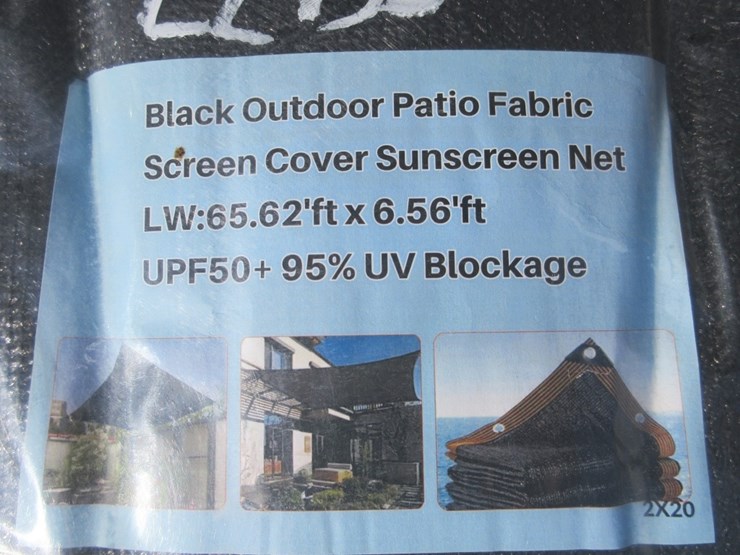 Black Outdoor Patio Fabric
Screen Cover Sunscreen Net
LW:65.62'ft x 6.56'ft
UPF50+ 95% UV Blockage
2X20